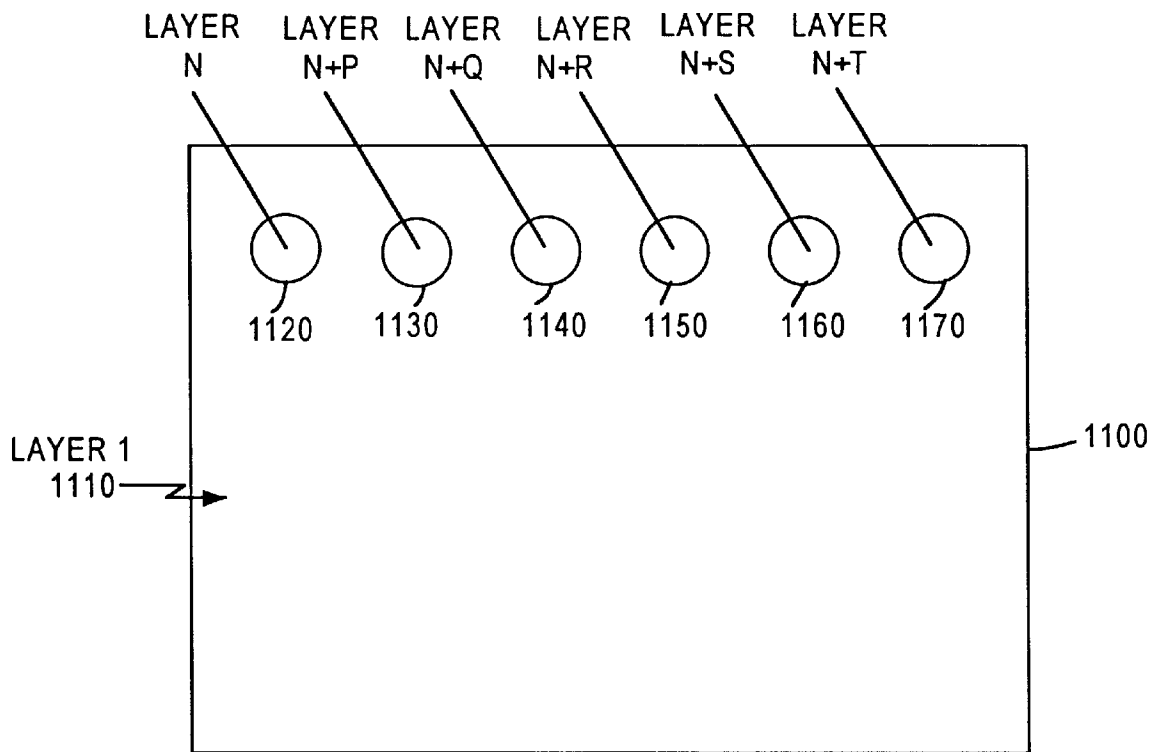 LAYER LAYER LAYER LAYER LAYER LAYER
N N+P N+Q N+R N+S N+T
1120 1130 1140 1150 1160 1170
1100
LAYER 1
1110